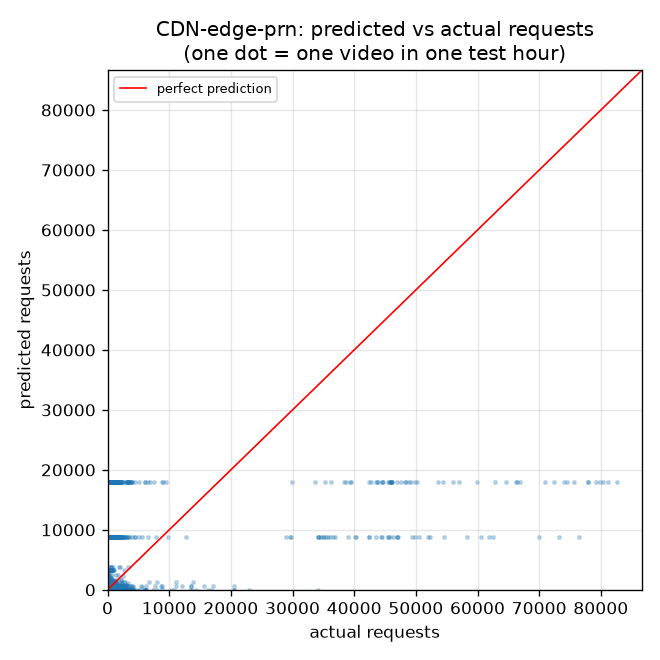 CDN-edge-prn: predicted vs actual requests
(one dot = one video in one test hour)
perfect prediction
80000
70000
60000
50000
40000
30000
20000
10000
0
predicted requests
0 10000 20000 30000 40000 50000 60000 70000 80000
actual requests